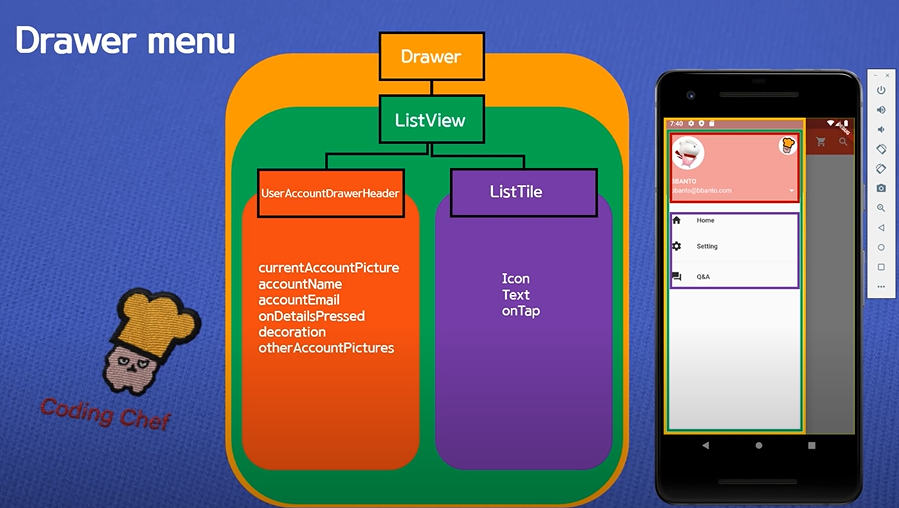 Drawer menu
Drawer
ListView
UserAccountDrawerHeader
ListTile
currentAccountPicture
accountName
accountEmail
onDetailsPressed
decoration
otherAccountPictures
Icon
Text
onTap
Coding Chef
7:40
BBANTO
bbanto@bbanto.com
Home
Setting
Q&A